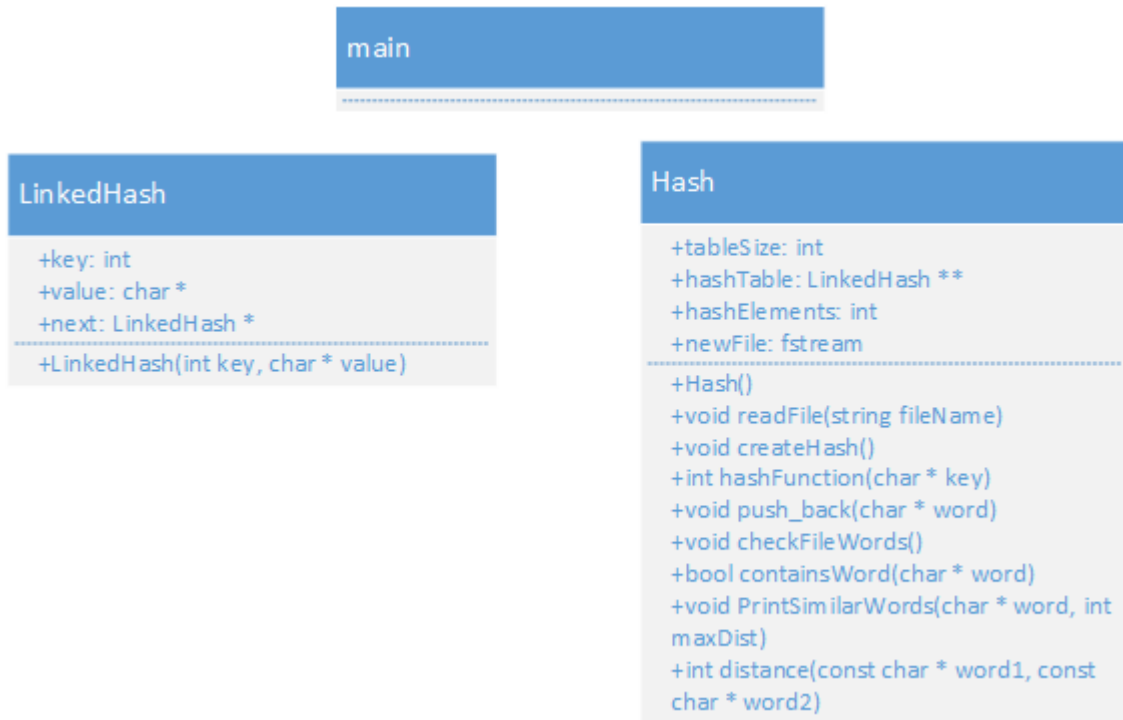 main
LinkedHash
+key: int
+value: char *
+next: LinkedHash *
+LinkedHash(int key, char * value)
Hash
+tableSize: int
+hashTable: LinkedHash **
+hashElements: int
+newFile: fstream
+Hash()
+void readFile(string fileName)
+void createHash()
+int hashFunction(char * key)
+void push_back(char * word)
+void checkFileWords()
+bool containsWord(char * word)
+void PrintSimilarWords(char * word, int
maxDist)
+int distance(const char * word1, const
char * word2)